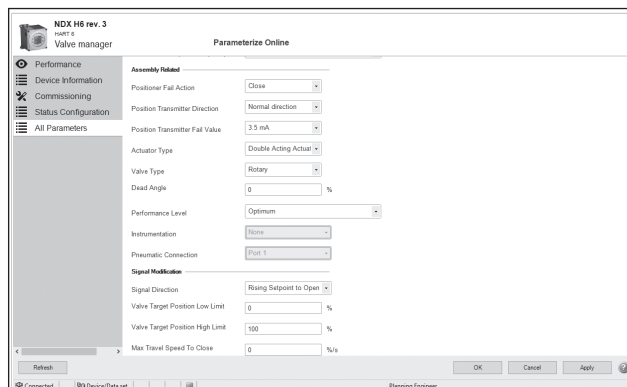 NDX H6 rev. 3
HART 6
Valve manager
Parameterize Online
Performance
Device Information
Commissioning
Status Configuration
All Parameters
Assembly Related
Positioner Fail Action Close
Position Transmitter Direction Normal direction
Position Transmitter Fail Value 3.5 mA
Actuator Type Double Acting Actuat
Valve Type Rotary
Dead Angle 0 %
Performance Level Optimum
Instrumentation None
Pneumatic Connection Port 1
Signal Modification
Signal Direction Rising Setpoint to Open
Valve Target Position Low Limit 0 %
Valve Target Position High Limit 100 %
Max Travel Speed To Close 0 %/s
Refresh OK Cancel Apply ?
Connected Device/Data set Planning Engineer